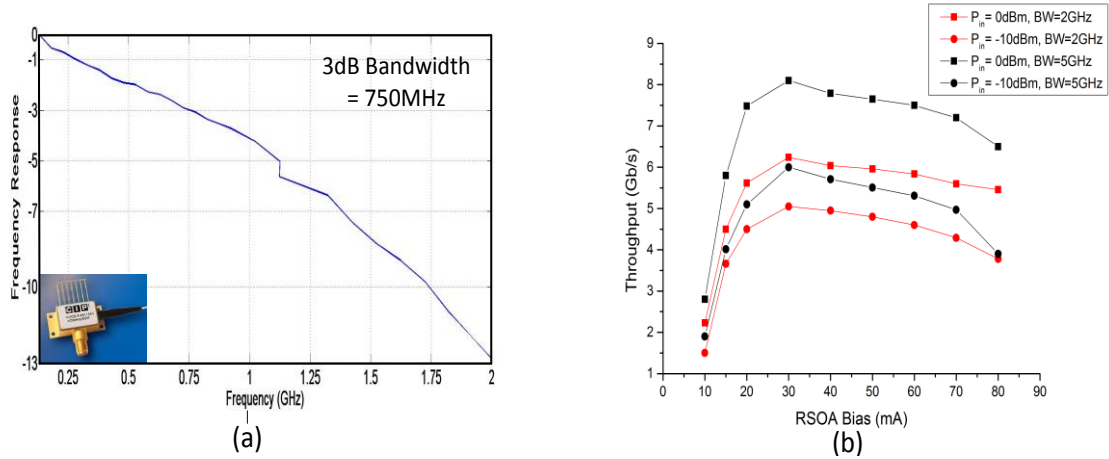 3dB Bandwidth
= 750MHz
Frequency Response
0
-1
-3
-5
-7
-10
-13
0.25
0.5
0.75
1
1.25
1.5
1.75
2
Frequency (GHz)
CIP
(a)
P_in = 0dBm, BW=2GHz
P_in = -10dBm, BW=2GHz
P_in = 0dBm, BW=5GHz
P_in = -10dBm, BW=5GHz
Throughput (Gb/s)
9
8
7
6
5
4
3
2
1
0
10
20
30
40
50
60
70
80
90
RSOA Bias (mA)
(b)